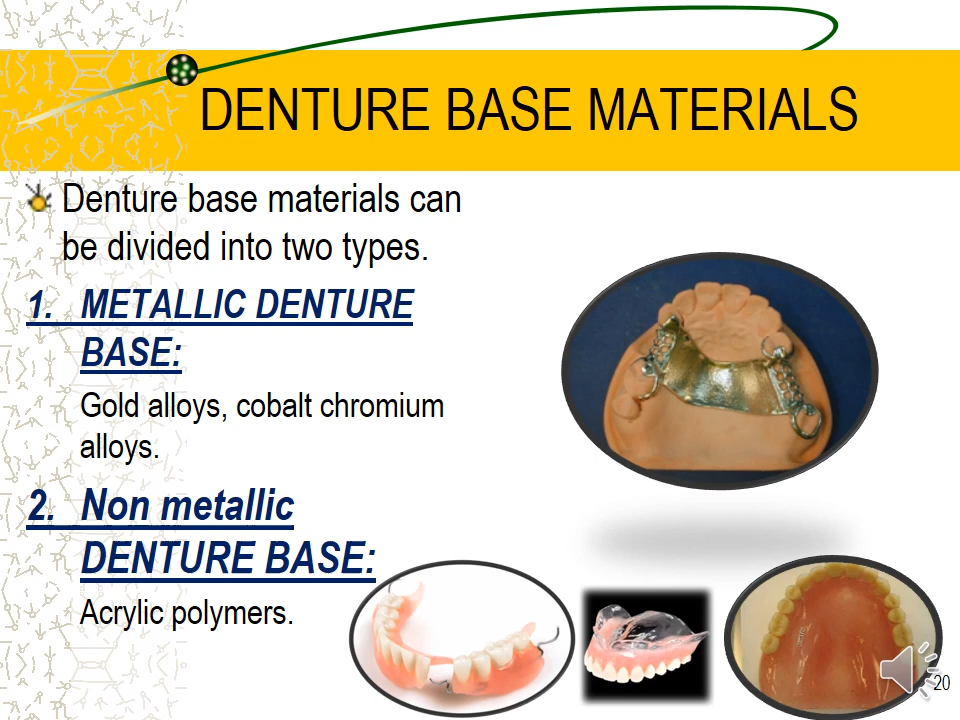 DENTURE BASE MATERIALS
Denture base materials can
be divided into two types.
1. METALLIC DENTURE
BASE:
Gold alloys, cobalt chromium
alloys.
2. Non metallic
DENTURE BASE:
Acrylic polymers.
20